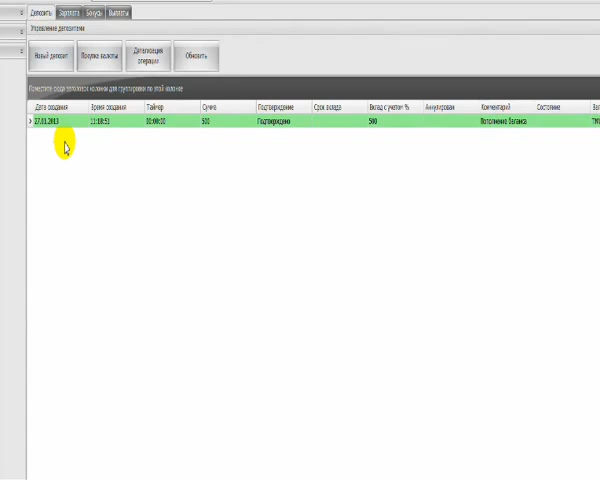 Депозиты Зарплата Бонусы Выплаты
Управление депозитами
Новый депозит Покупка валюты Детализация операции Обновить
Поместите сюда заголовок колонки для группировки по этой колонке
Дата создания Время создания Таймер Сумма Подтверждение Срок вклада Вклад с учетом % Аннулирован Комментарий Состояние
27.01.2013 11:18:51 00:00:00 500 Подтверждено 500 Пополнение баланса